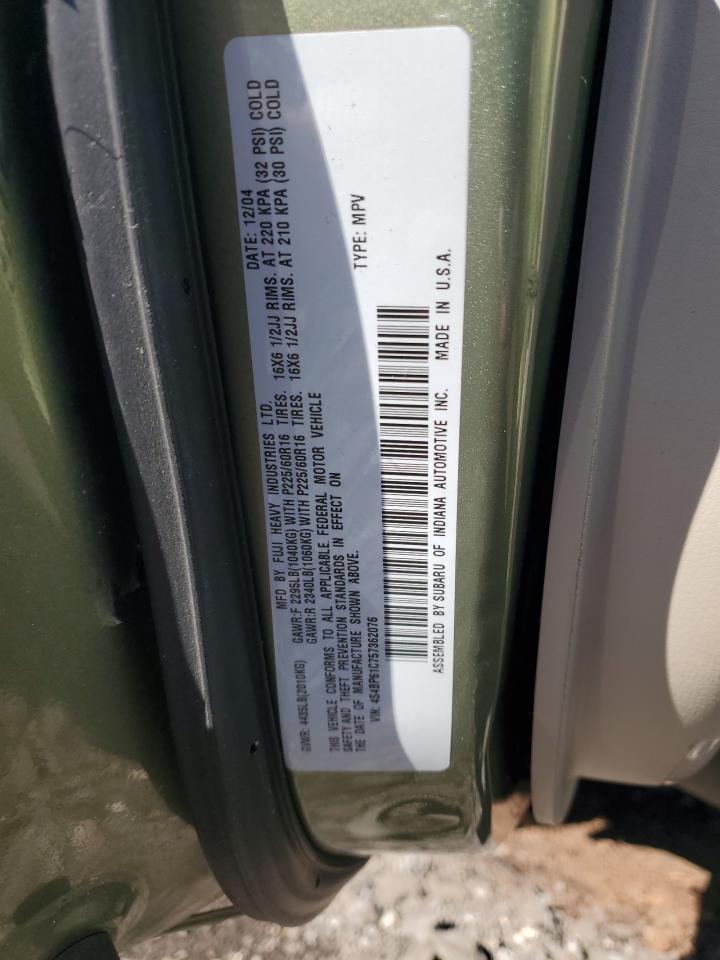 MFD BY FUJI HEAVY INDUSTRIES LTD. DATE: 12/04
GVWR: 4435LB(2010KG) GAWR:F 2295LB(1040KG) WITH P225/60R16 TIRES. 16X6 1/2JJ RIMS. AT 220 KPA (32 PSI) COLD
GAWR:R 2340LB(1060KG) WITH P225/60R16 TIRES. 16X6 1/2JJ RIMS. AT 210 KPA (30 PSI) COLD
THIS VEHICLE CONFORMS TO ALL APPLICABLE FEDERAL MOTOR VEHICLE
SAFETY AND THEFT PREVENTION STANDARDS IN EFFECT ON
THE DATE OF MANUFACTURE SHOWN ABOVE. TYPE: MPV
VIN: 4S4BP61C757362076
ASSEMBLED BY SUBARU OF INDIANA AUTOMOTIVE INC. MADE IN U.S.A.